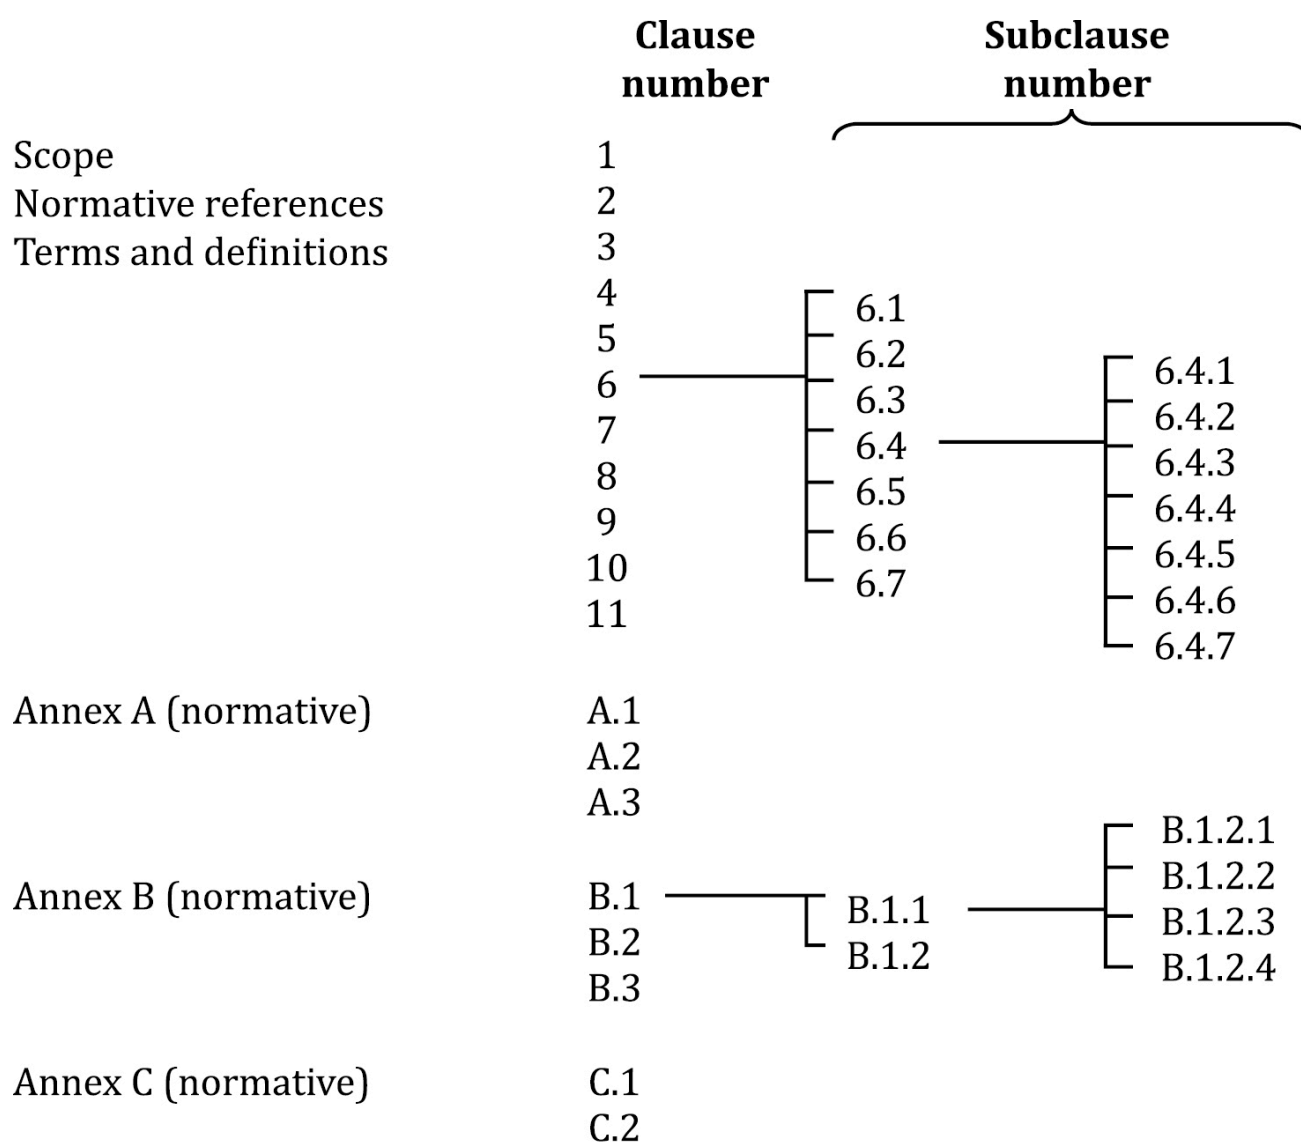 Clause number
Subclause number
Scope 1
Normative references 2
Terms and definitions 3
4
5
6
7
8
9
10
11
6.1
6.2
6.3
6.4
6.5
6.6
6.7
6.4.1
6.4.2
6.4.3
6.4.4
6.4.5
6.4.6
6.4.7
Annex A (normative) A.1
A.2
A.3
Annex B (normative) B.1
B.2
B.3
B.1.1
B.1.2
B.1.2.1
B.1.2.2
B.1.2.3
B.1.2.4
Annex C (normative) C.1
C.2